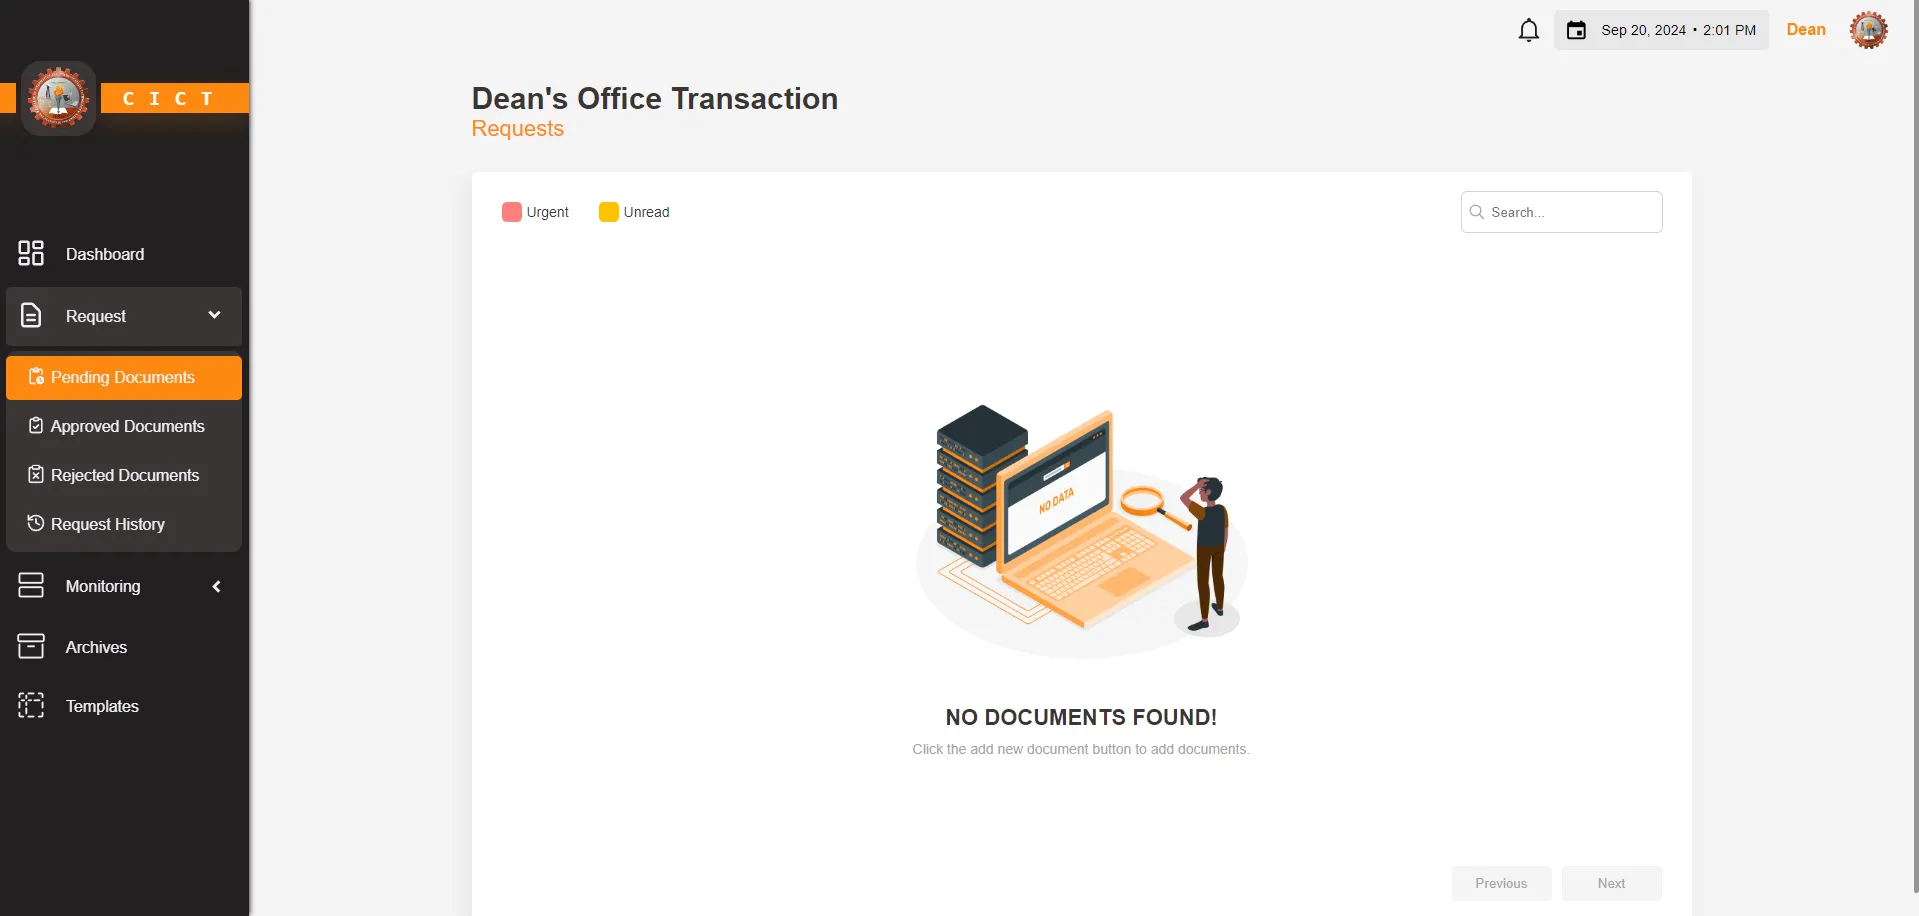 Sep 20, 2024 • 2:01 PM
Dean
C I C T
Dean's Office Transaction
Requests
Urgent
Unread
Search...
Dashboard
Request
Pending Documents
Approved Documents
Rejected Documents
Request History
Monitoring
Archives
Templates
NO DATA
NO DOCUMENTS FOUND!
Click the add new document button to add documents.
Previous
Next